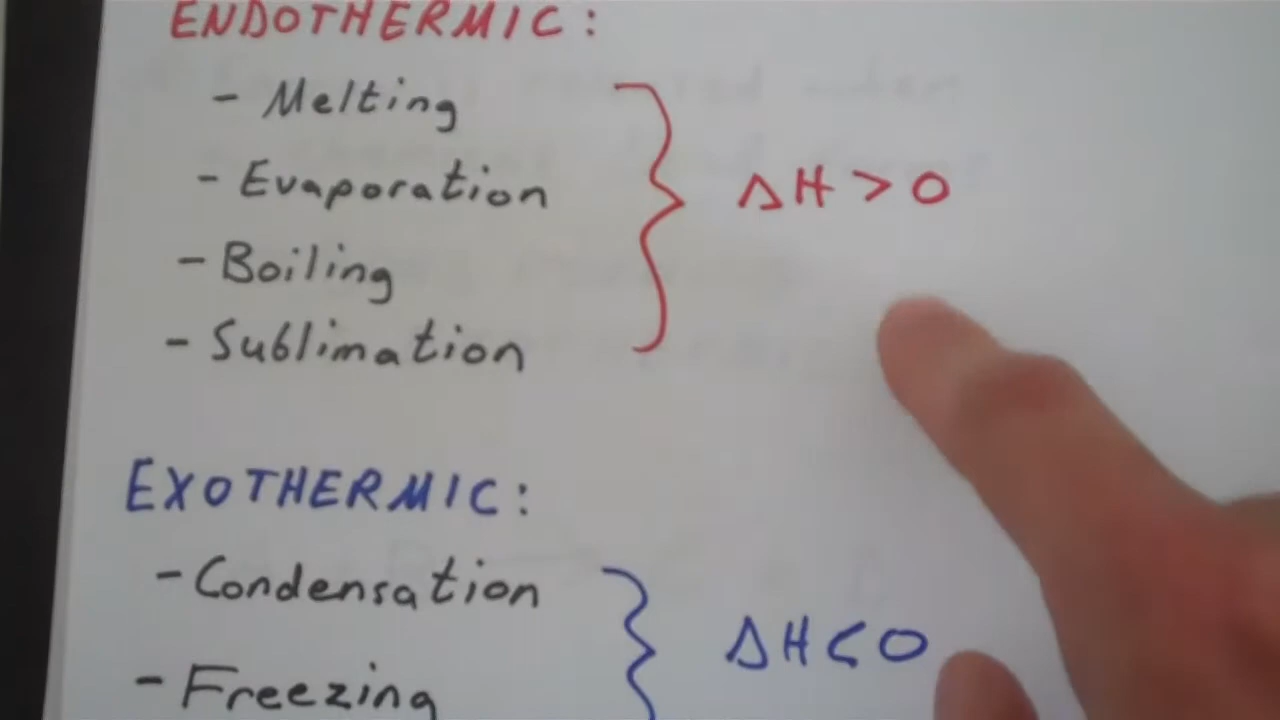 ENDOTHERMIC:
- Melting
- Evaporation
ΔH > 0
- Boiling
- Sublimation
EXOTHERMIC:
- Condensation
ΔH < 0
- Freezing